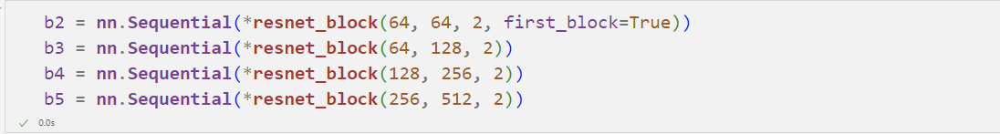 b2 = nn.Sequential(*resnet_block(64, 64, 2, first_block=True))
b3 = nn.Sequential(*resnet_block(64, 128, 2))
b4 = nn.Sequential(*resnet_block(128, 256, 2))
b5 = nn.Sequential(*resnet_block(256, 512, 2))
✓ 0.0s